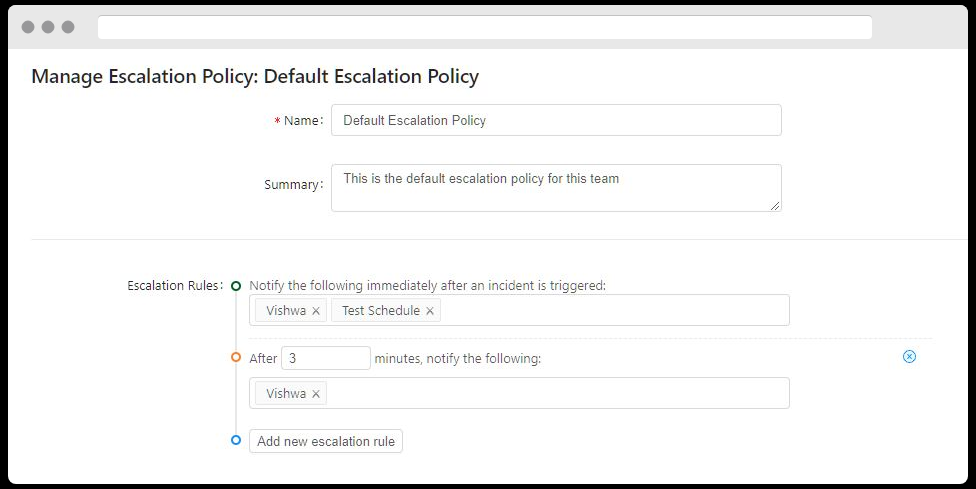 Manage Escalation Policy: Default Escalation Policy
* Name: Default Escalation Policy
Summary: This is the default escalation policy for this team
Escalation Rules: Notify the following immediately after an incident is triggered:
Vishwa × Test Schedule ×
After 3 minutes, notify the following:
Vishwa ×
Add new escalation rule